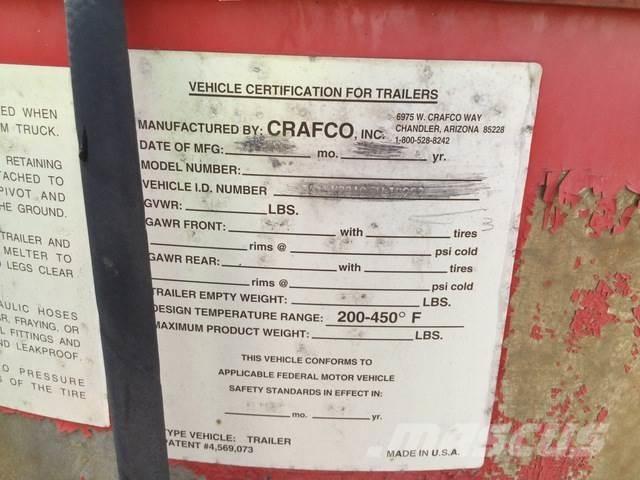 ED WHEN
M TRUCK.
RETAINING
TACHED TO
PIVOT AND
HE GROUND.
TRAILER AND
MELTER TO
LEGS CLEAR
AULIC HOSES
FRAYING, OR
FITTINGS AND
ND LEAKPROOF.
TO PRESSURE
S OF THE TIRE
VEHICLE CERTIFICATION FOR TRAILERS
MANUFACTURED BY: CRAFCO, INC.
6975 W. CRAFCO WAY
CHANDLER, ARIZONA 85228
1-800-528-8242
DATE OF MFG. mo. yr.
MODEL NUMBER:
VEHICLE I.D. NUMBER
GVWR: LBS.
GAWR FRONT: with tires
rims @ psi cold
GAWR REAR: with tires
rims @ psi cold
TRAILER EMPTY WEIGHT: LBS.
DESIGN TEMPERATURE RANGE: 200-450° F
MAXIMUM PRODUCT WEIGHT: LBS.
THIS VEHICLE CONFORMS TO
APPLICABLE FEDERAL MOTOR VEHICLE
SAFETY STANDARDS IN EFFECT IN:
mo. yr.
TYPE VEHICLE: TRAILER
PATENT #4,569,073
MADE IN U.S.A.
mascus